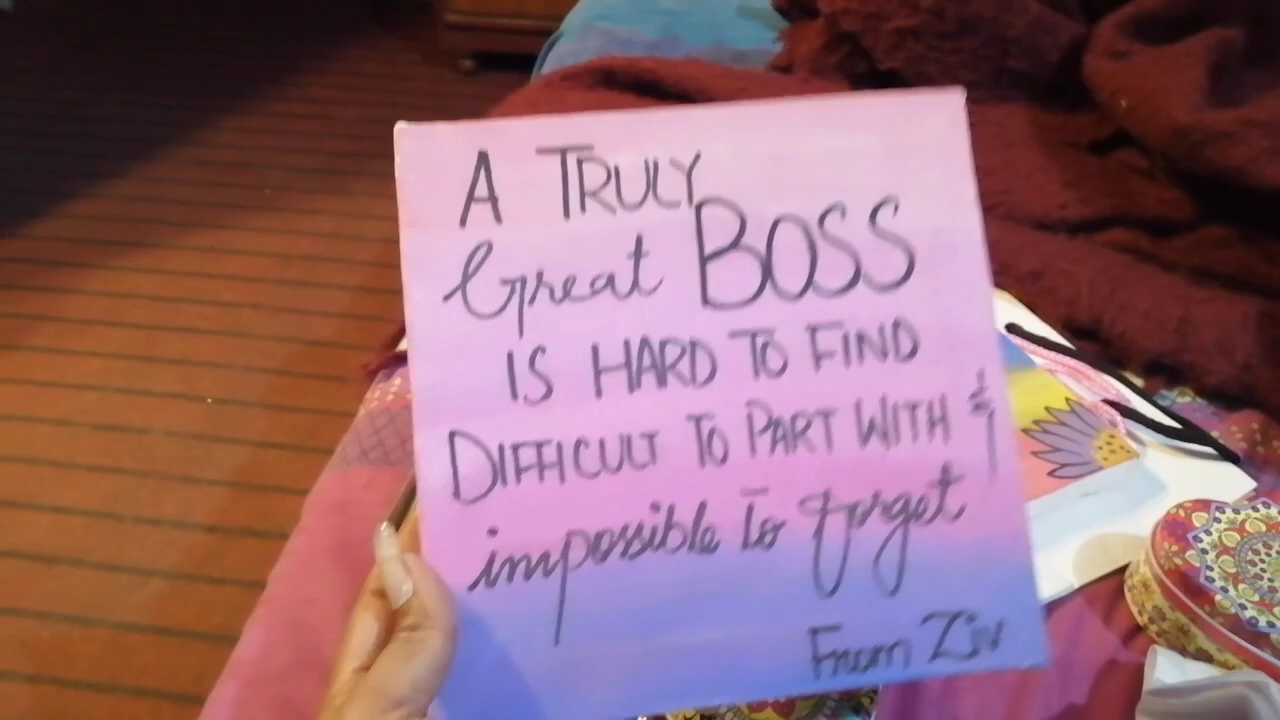 A TRULY
Great BOSS
IS HARD TO FIND
DIFFICULT TO PART WITH &
impossible to forget
From Ziv